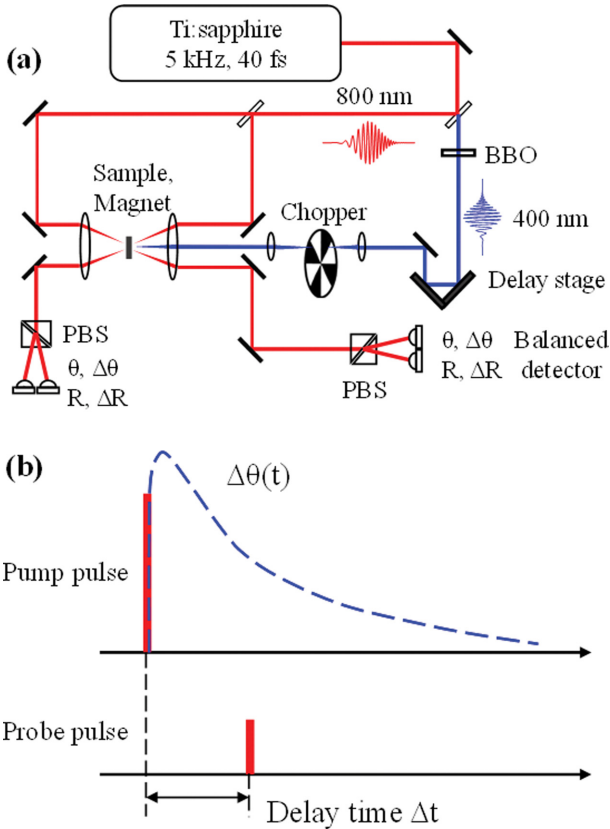 (a)
Ti:sapphire
5 kHz, 40 fs
800 nm
BBO
Sample,
Magnet
Chopper
400 nm
Delay stage
PBS
θ, Δθ
R, ΔR
PBS
θ, Δθ
R, ΔR
Balanced
detector
(b)
Δθ(t)
Pump pulse
Probe pulse
Delay time Δt